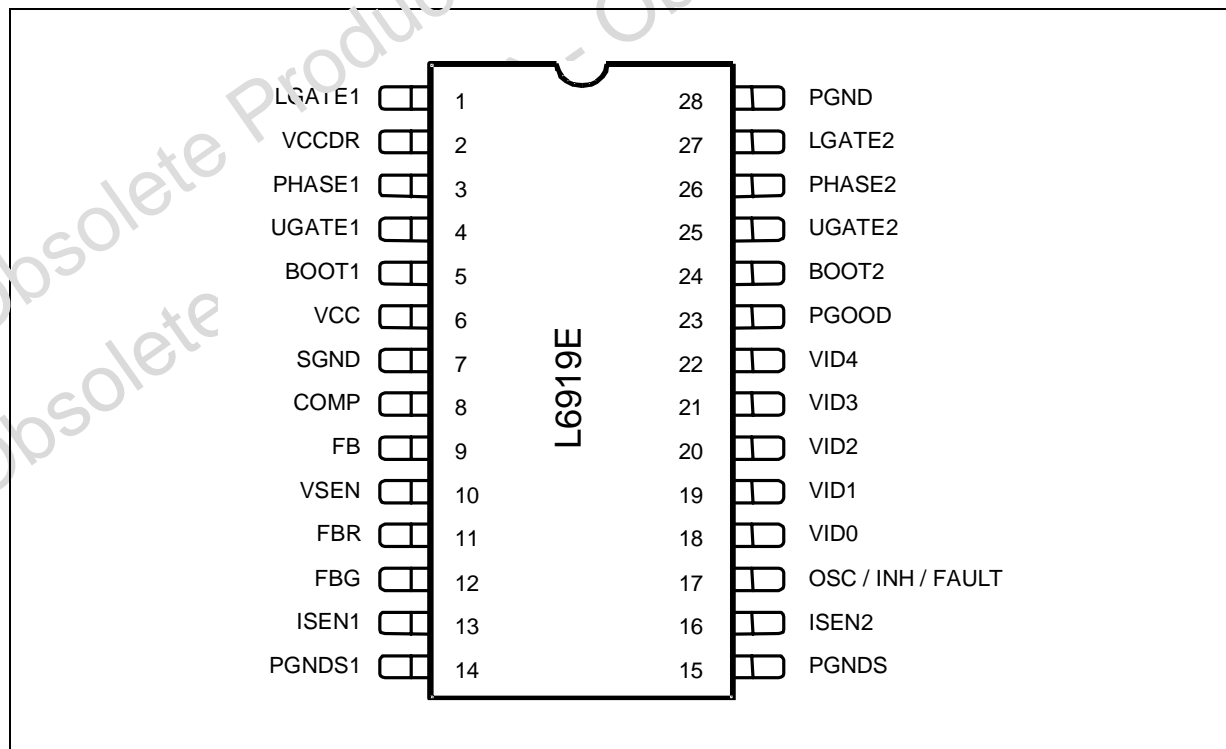 Obsolete Produc
- Ob
Obsolete
LGATE1 1
VCCDR 2
PHASE1 3
UGATE1 4
BOOT1 5
VCC 6
SGND 7
COMP 8
FB 9
VSEN 10
FBR 11
FBG 12
ISEN1 13
PGNDS1 14
L6919E
28 PGND
27 LGATE2
26 PHASE2
25 UGATE2
24 BOOT2
23 PGOOD
22 VID4
21 VID3
20 VID2
19 VID1
18 VID0
17 OSC / INH / FAULT
16 ISEN2
15 PGNDS